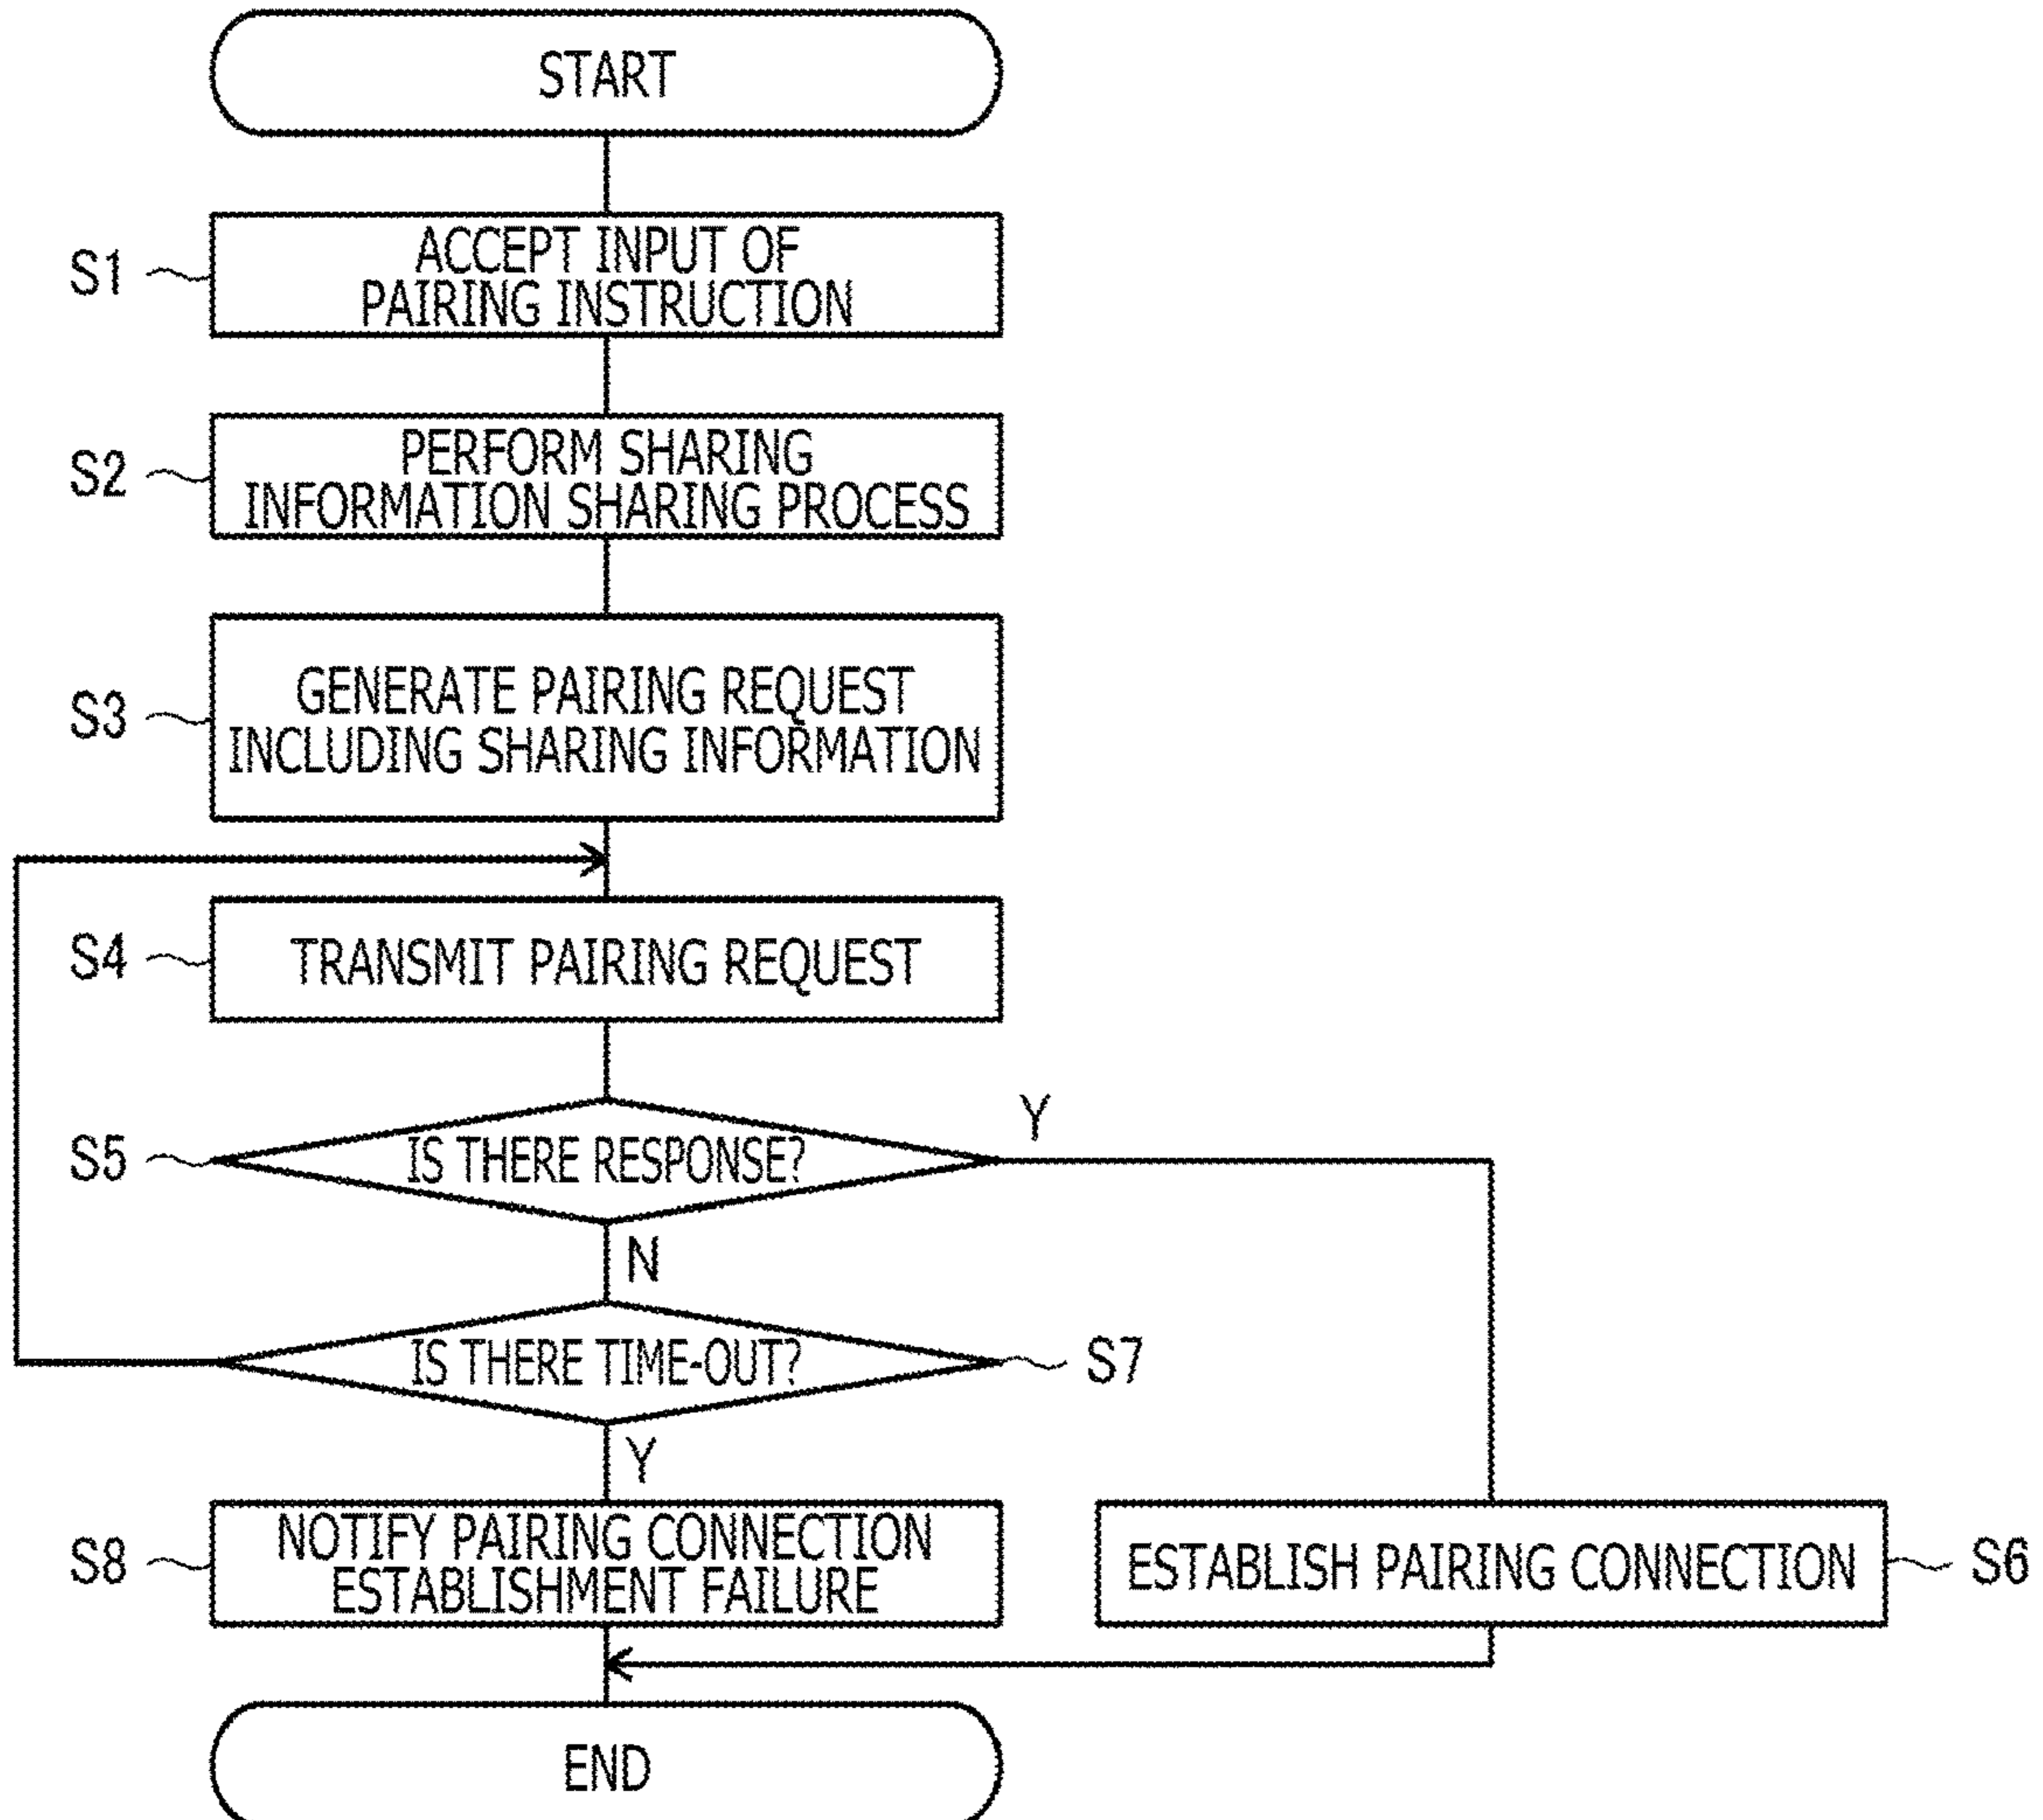 START
S1
ACCEPT INPUT OF
PAIRING INSTRUCTION
S2
PERFORM SHARING
INFORMATION SHARING PROCESS
S3
GENERATE PAIRING REQUEST
INCLUDING SHARING INFORMATION
S4
TRANSMIT PAIRING REQUEST
S5
IS THERE RESPONSE?
Y
N
IS THERE TIME-OUT?
S7
Y
S8
NOTIFY PAIRING CONNECTION
ESTABLISHMENT FAILURE
ESTABLISH PAIRING CONNECTION
S6
END